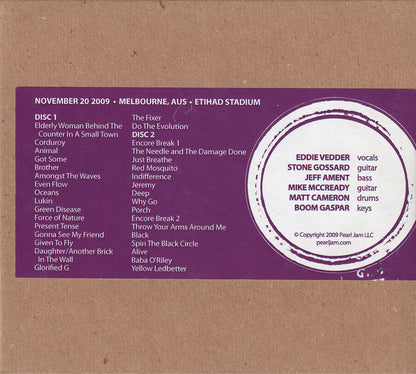 NOVEMBER 20 2009 • MELBOURNE, AUS • ETIHAD STADIUM
DISC 1
Elderly Woman Behind The
Counter In A Small Town
Corduroy
Animal
Got Some
Brother
Amongst The Waves
Even Flow
Oceans
Lukin
Green Disease
Force of Nature
Present Tense
Gonna See My Friend
Given To Fly
Daughter/Another Brick
In The Wall
Glorified G
The Fixer
Do The Evolution
DISC 2
Encore Break 1
The Needle and The Damage Done
Just Breathe
Red Mosquito
Indifference
Jeremy
Deep
Why Go
Porch
Encore Break 2
Throw Your Arms Around Me
Black
Spin The Black Circle
Alive
Baba O'Riley
Yellow Ledbetter
EDDIE VEDDER vocals
STONE GOSSARD guitar
JEFF AMENT bass
MIKE MCCREADY guitar
MATT CAMERON drums
BOOM GASPAR keys
© Copyright 2009 Pearl Jam LLC
pearljam.com